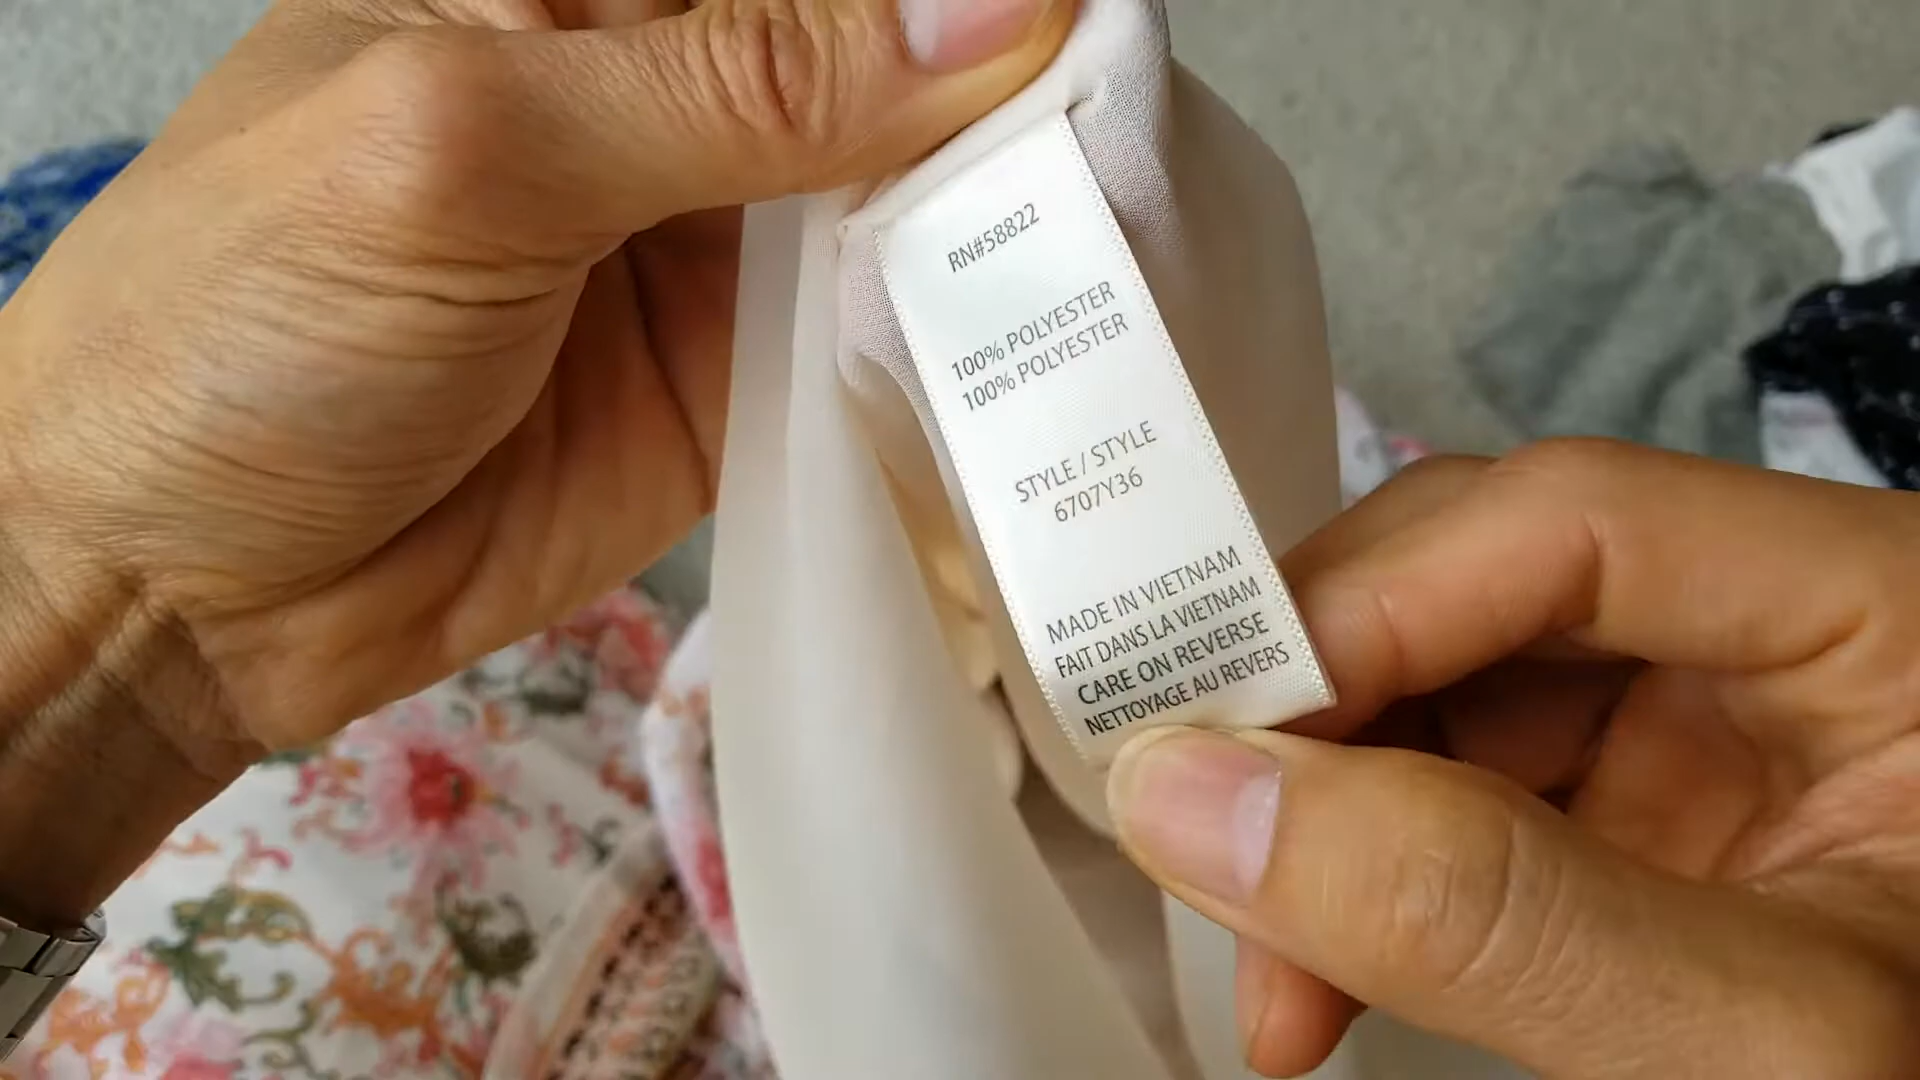 RN#58822
100% POLYESTER
100% POLYESTER
STYLE / STYLE
6707Y36
MADE IN VIETNAM
FAIT DANS LA VIETNAM
CARE ON REVERSE
NETTOYAGE AU REVERS